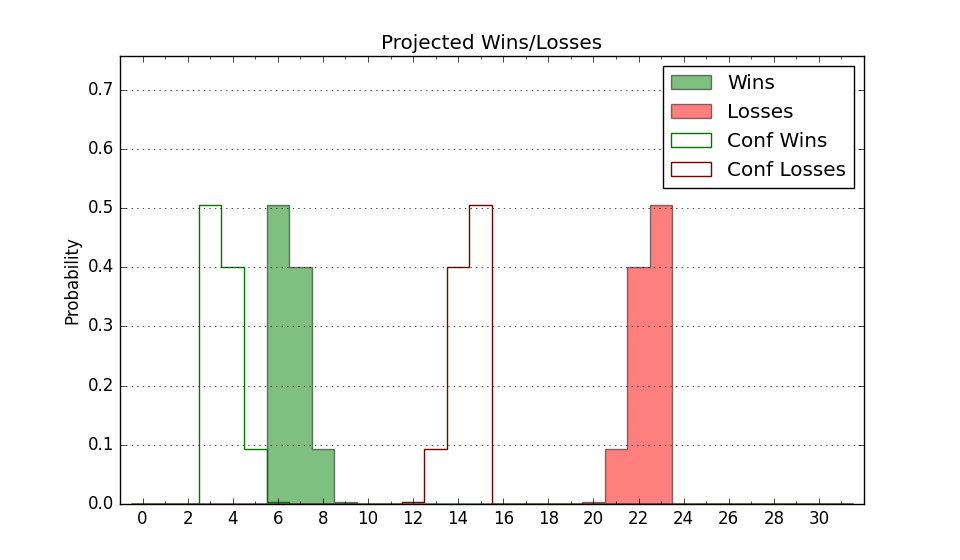 Projected Wins/Losses
Wins
Losses
Conf Wins
Conf Losses
Probability
0.7
0.6
0.5
0.4
0.3
0.2
0.1
0.0
0 2 4 6 8 10 12 14 16 18 20 22 24 26 28 30